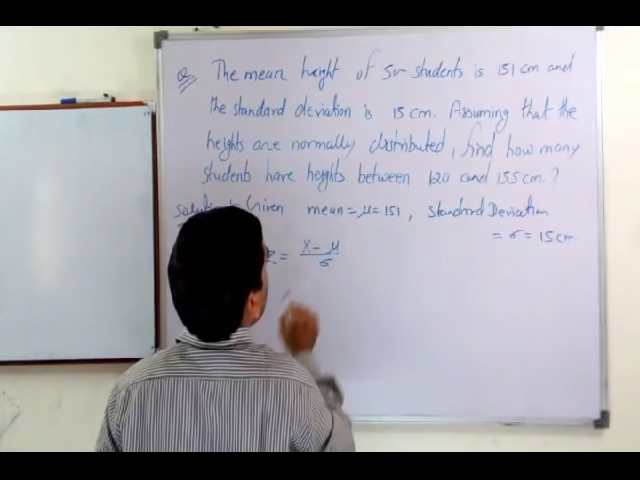 Q. The mean height of 50 students is 151 cm and
the standard deviation is 15 cm. Assuming that the
heights are normally distributed, find how many
students have heights between 120 and 155 cm.?
Given mean = μ = 151, Standard Deviation
= σ = 15 cm
Z = X - μ / σ